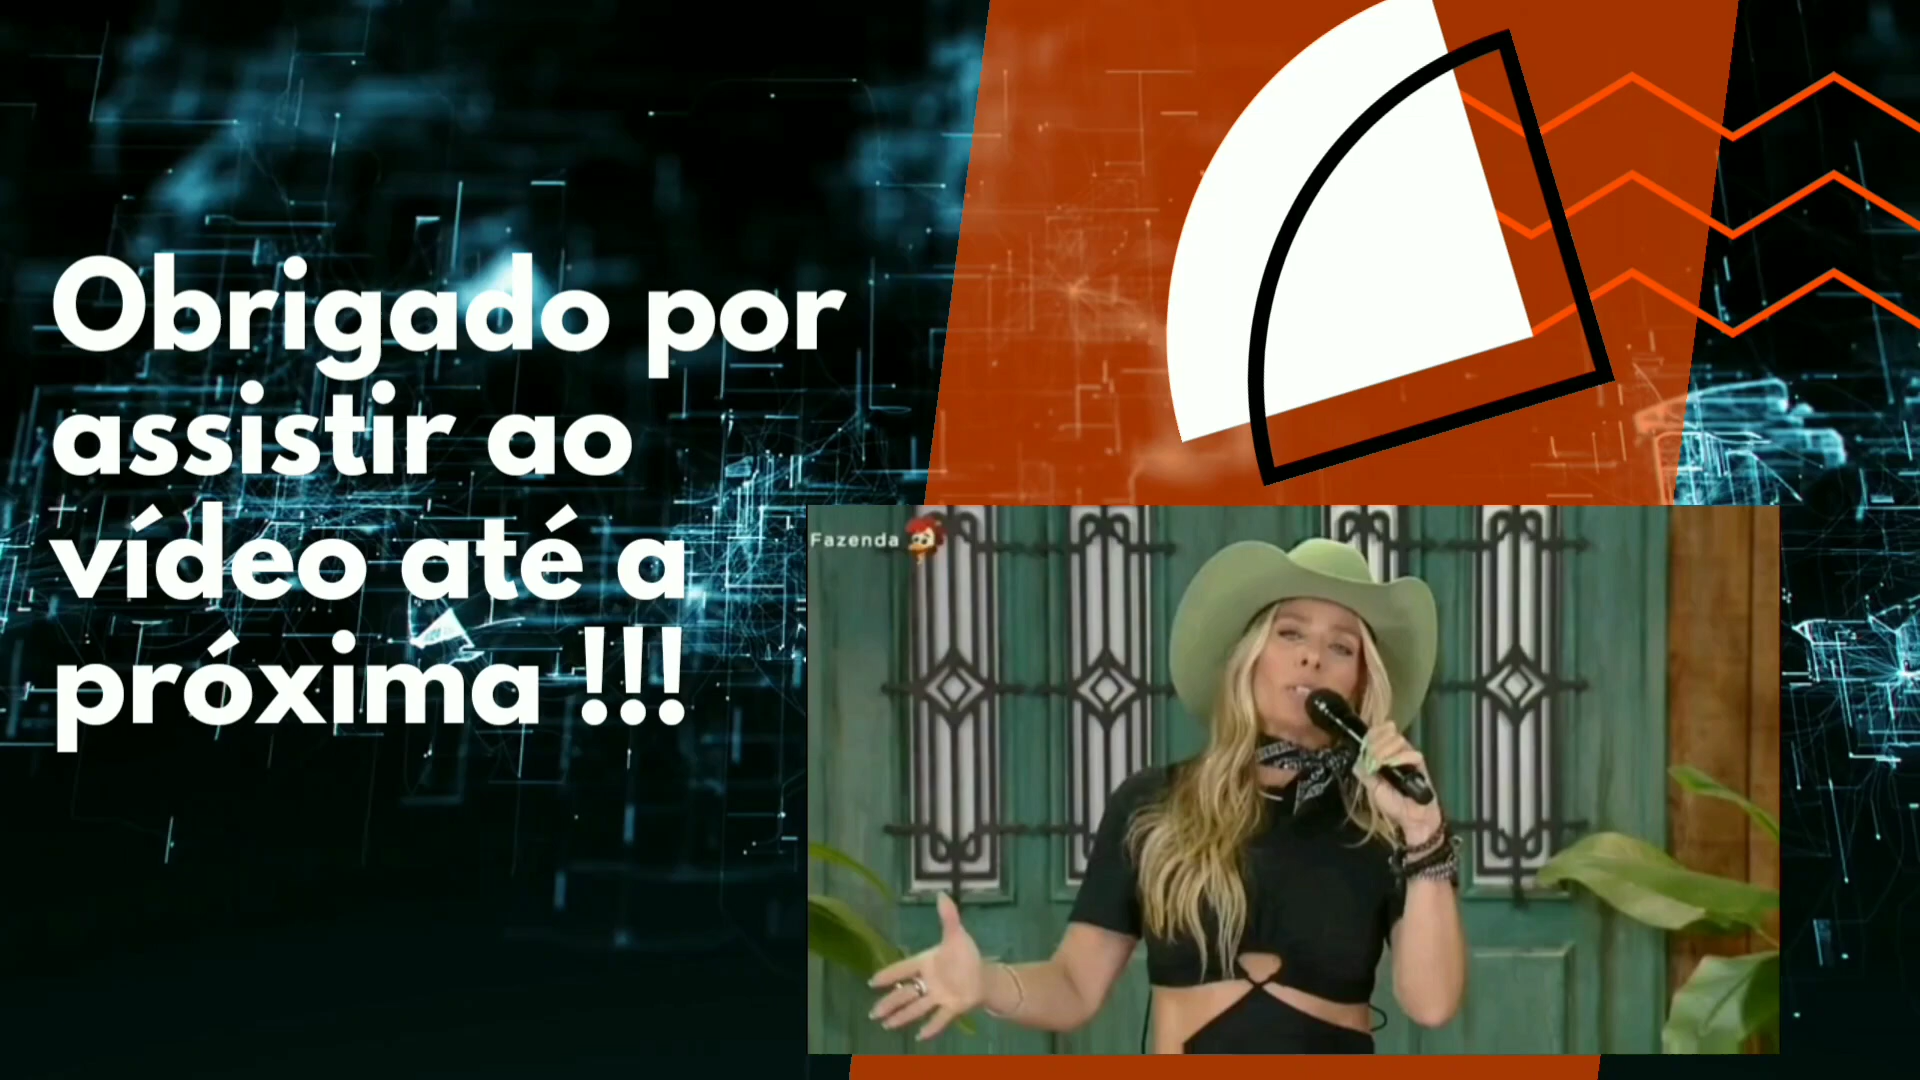 Obrigado por
assistir ao
vídeo até a
próxima !!!
Fazenda